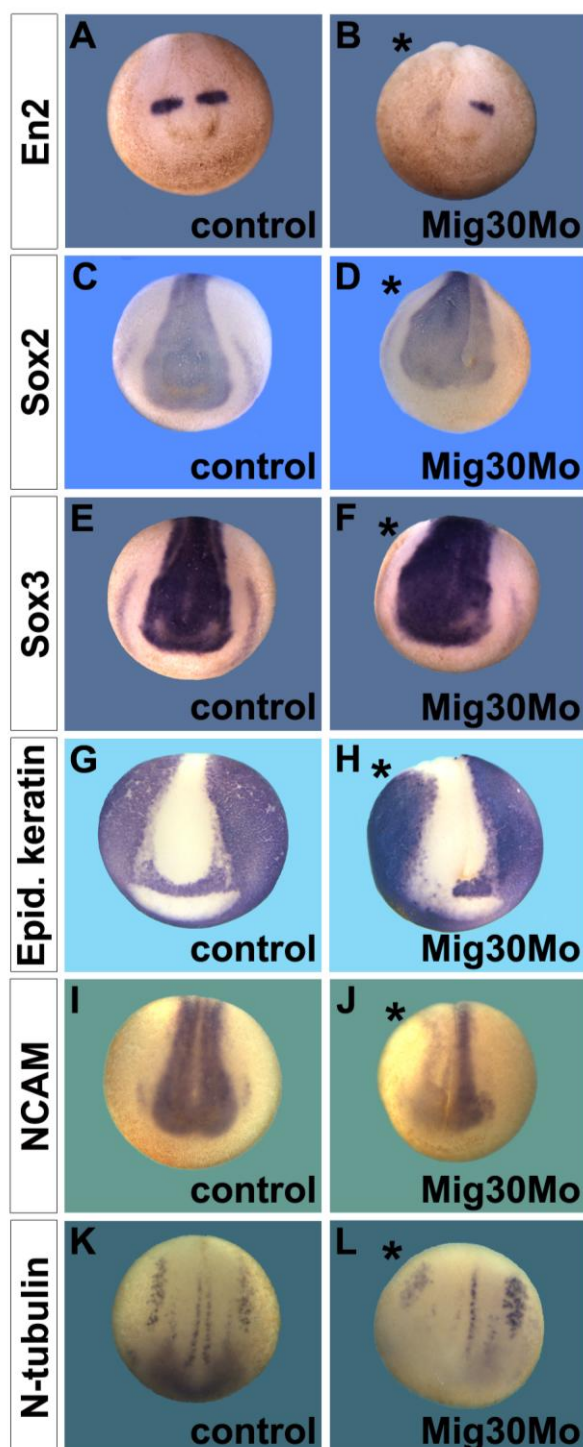 En2
A
control
B
*
Mig30Mo
Sox2
C
control
D
*
Mig30Mo
Sox3
E
control
F
*
Mig30Mo
Epid. keratin
G
control
H
*
Mig30Mo
NCAM
I
control
J
*
Mig30Mo
N-tubulin
K
control
L
*
Mig30Mo